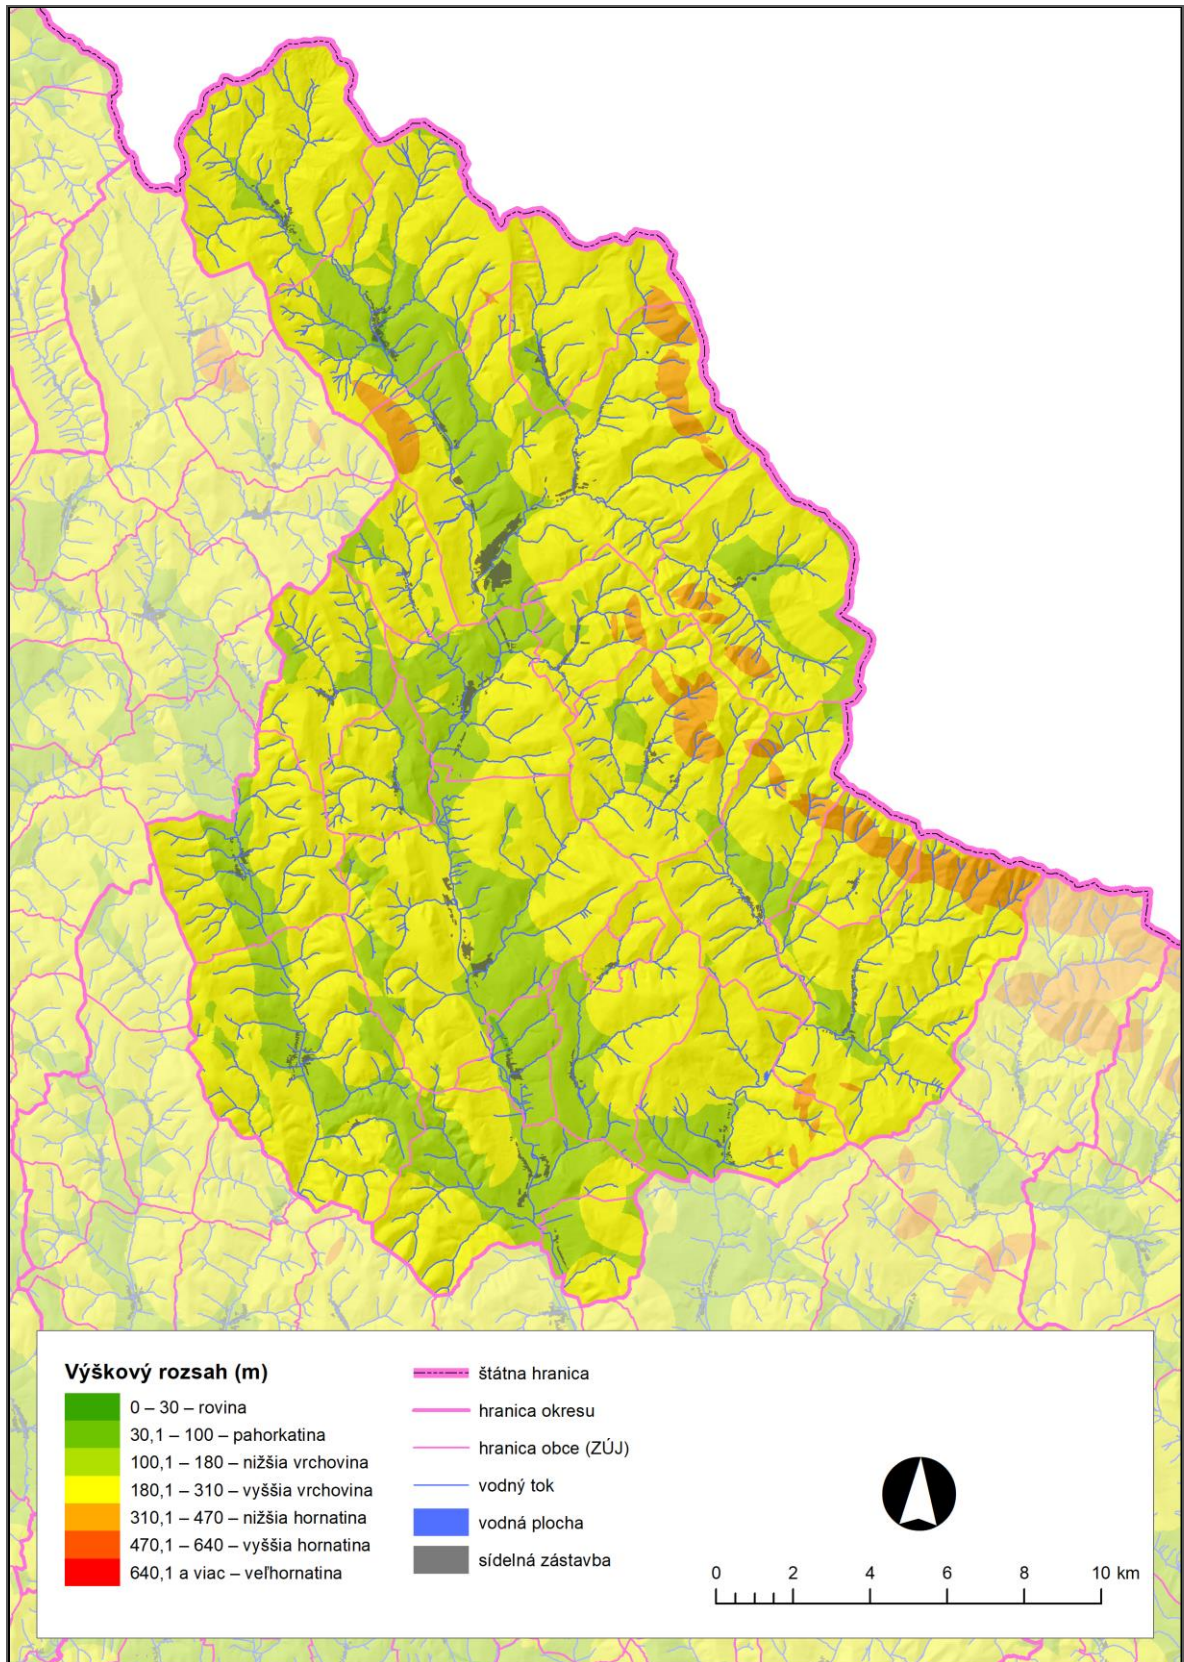 Výškový rozsah (m)
0 – 30 – rovina
30,1 – 100 – pahorkatina
100,1 – 180 – nižšia vrchovina
180,1 – 310 – vyššia vrchovina
310,1 – 470 – nižšia hornatina
470,1 – 640 – vyššia hornatina
640,1 a viac – veľhornatina
štátna hranica
hranica okresu
hranica obce (ZÚJ)
vodný tok
vodná plocha
sídelná zástavba
0 2 4 6 8 10 km